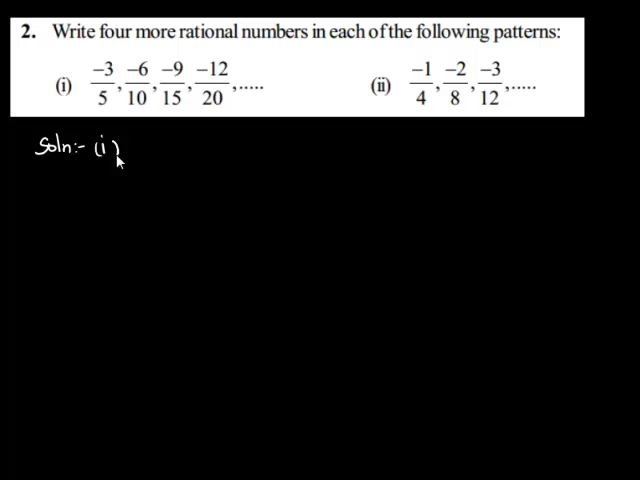 2. Write four more rational numbers in each of the following patterns:
(i) -3/5, -6/10, -9/15, -12/20, ..... (ii) -1/4, -2/8, -3/12, .....
Soln:- (i)